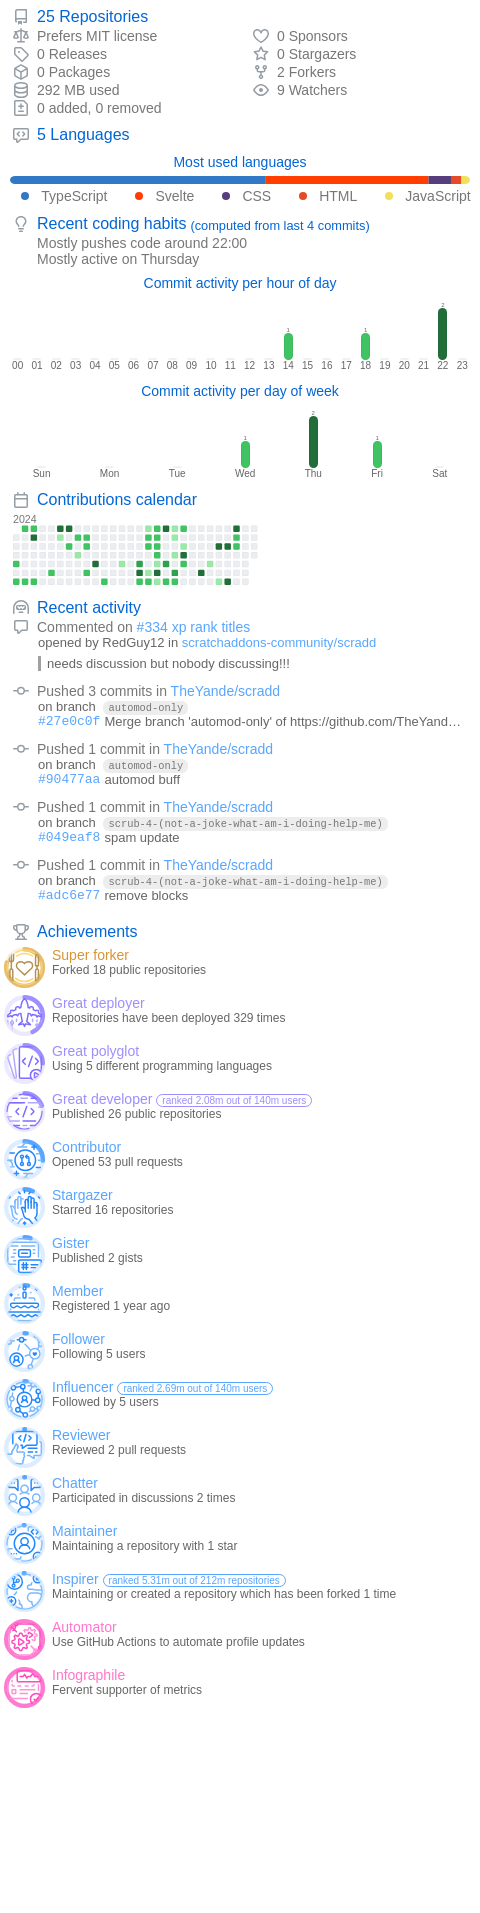 25 Repositories
Prefers MIT license
0 Sponsors
0 Releases
0 Stargazers
0 Packages
2 Forkers
292 MB used
9 Watchers
0 added, 0 removed
5 Languages
Most used languages
TypeScript Svelte CSS HTML JavaScript
Recent coding habits (computed from last 4 commits)
Mostly pushes code around 22:00
Mostly active on Thursday
Commit activity per hour of day
1 1 2
00 01 02 03 04 05 06 07 08 09 10 11 12 13 14 15 16 17 18 19 20 21 22 23
Commit activity per day of week
1 2 1
Sun Mon Tue Wed Thu Fri Sat
Contributions calendar
2024
Recent activity
Commented on #334 xp rank titles
opened by RedGuy12 in scratchaddons-community/scradd
needs discussion but nobody discussing!!!
Pushed 3 commits in TheYande/scradd
on branch automod-only
#27e0c0f Merge branch 'automod-only' of https://github.com/TheYand…
Pushed 1 commit in TheYande/scradd
on branch automod-only
#90477aa automod buff
Pushed 1 commit in TheYande/scradd
on branch scrub-4-(not-a-joke-what-am-i-doing-help-me)
#049eaf8 spam update
Pushed 1 commit in TheYande/scradd
on branch scrub-4-(not-a-joke-what-am-i-doing-help-me)
#adc6e77 remove blocks
Achievements
Super forker
Forked 18 public repositories
Great deployer
Repositories have been deployed 329 times
Great polyglot
Using 5 different programming languages
Great developer ranked 2.08m out of 140m users
Published 26 public repositories
Contributor
Opened 53 pull requests
Stargazer
Starred 16 repositories
Gister
Published 2 gists
Member
Registered 1 year ago
Follower
Following 5 users
Influencer ranked 2.69m out of 140m users
Followed by 5 users
Reviewer
Reviewed 2 pull requests
Chatter
Participated in discussions 2 times
Maintainer
Maintaining a repository with 1 star
Inspirer ranked 5.31m out of 212m repositories
Maintaining or created a repository which has been forked 1 time
Automator
Use GitHub Actions to automate profile updates
Infographile
Fervent supporter of metrics